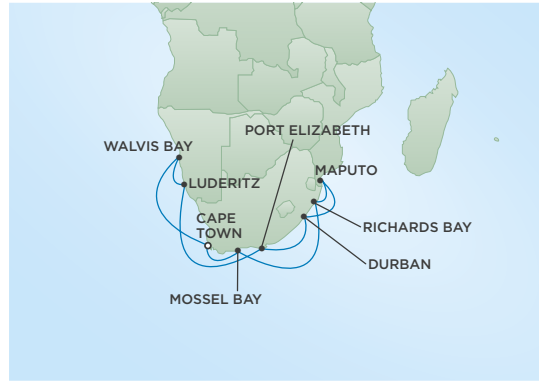 PORT ELIZABETH
WALVIS BAY
MAPUTO
LUDERITZ
CAPE
TOWN
RICHARDS BAY
DURBAN
MOSSEL BAY